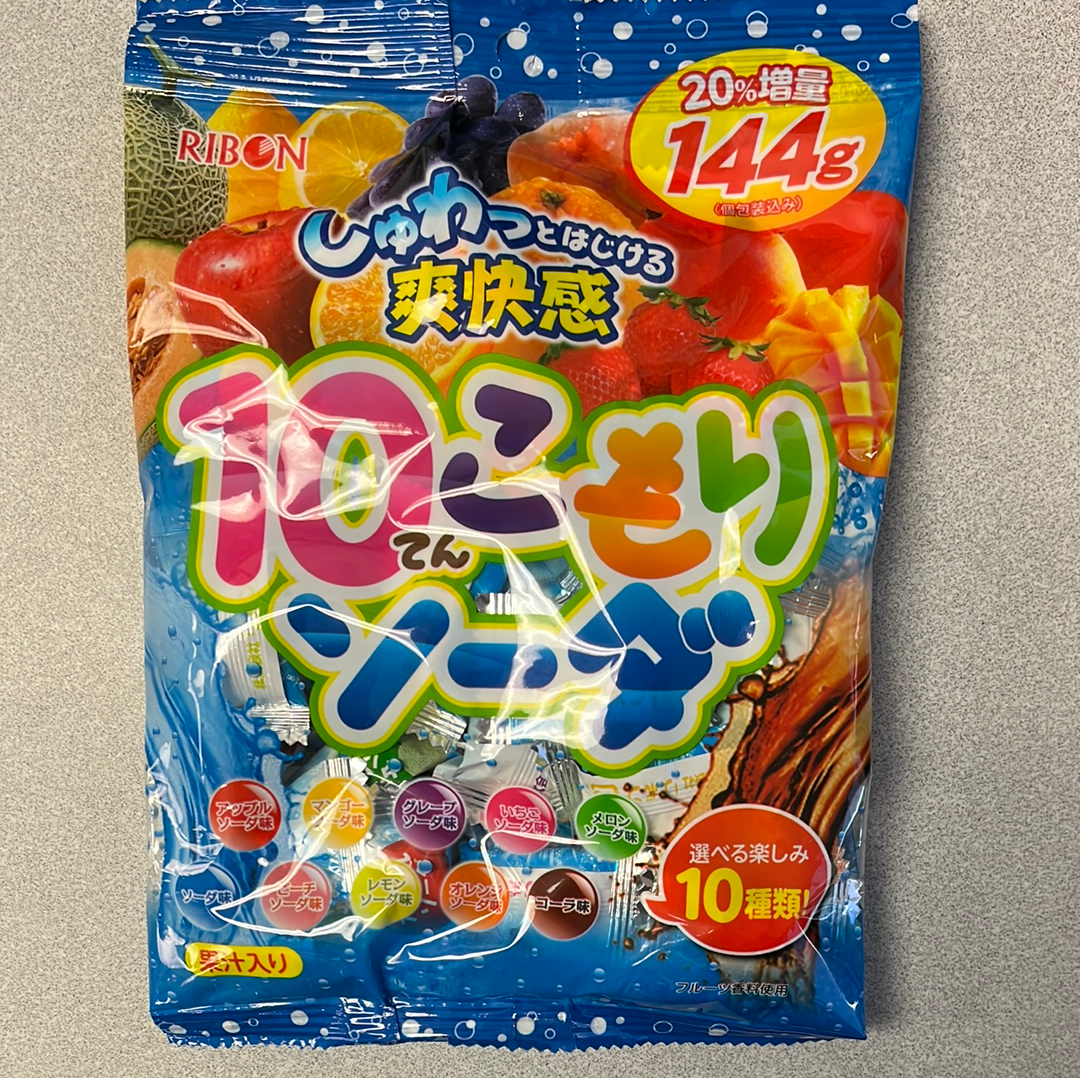 RIBON
20%増量
144g
(個包装込み)
しゅわっとはじける
爽快感
10こきり
てん
ソーダ
アップル
ソーダ味
マンゴー
ソーダ味
グレープ
ソーダ味
いちご
ソーダ味
メロン
ソーダ味
ソーダ味
ピーチ
ソーダ味
レモン
ソーダ味
オレンジ
ソーダ味
コーラ味
選べる楽しみ
10種類!
果汁入り
フルーツ香料使用